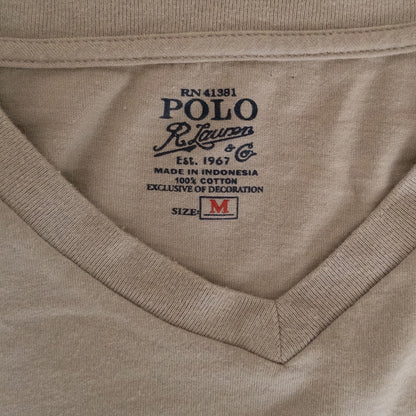 RN 41381
POLO
R. Lauren
& Co
Est. 1967
MADE IN INDONESIA
100% COTTON
EXCLUSIVE OF DECORATION
SIZE: M